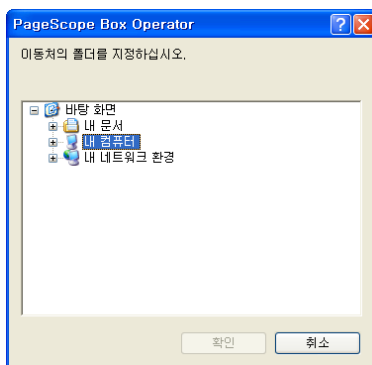 PageScope Box Operator
이동처의 폴더를 지정하십시오.
바탕 화면
내 문서
내 컴퓨터
내 네트워크 환경
확인 취소